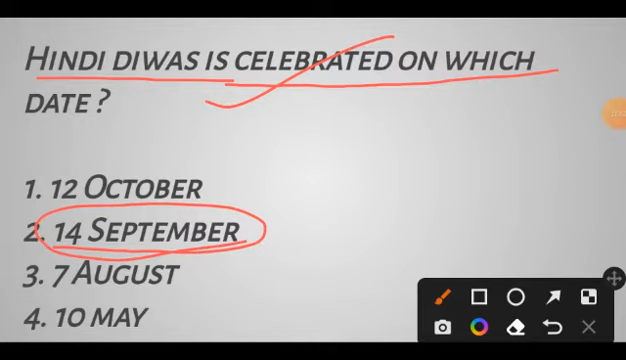 HINDI DIWAS IS CELEBRATED ON WHICH
DATE ?
1. 12 OCTOBER
2. 14 SEPTEMBER
3. 7 AUGUST
4. 10 MAY